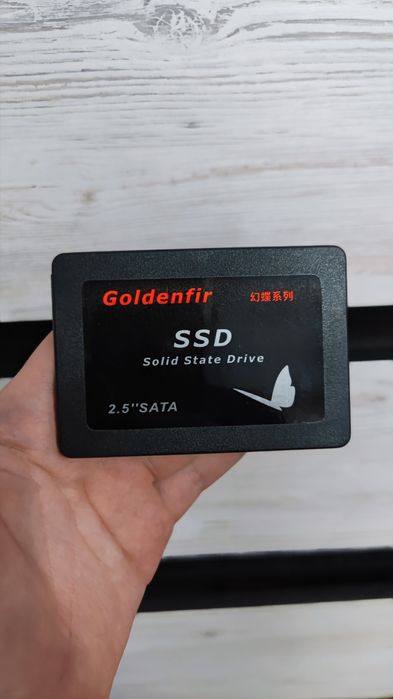 Goldenfir 幻蝶系列
SSD
Solid State Drive
2.5''SATA